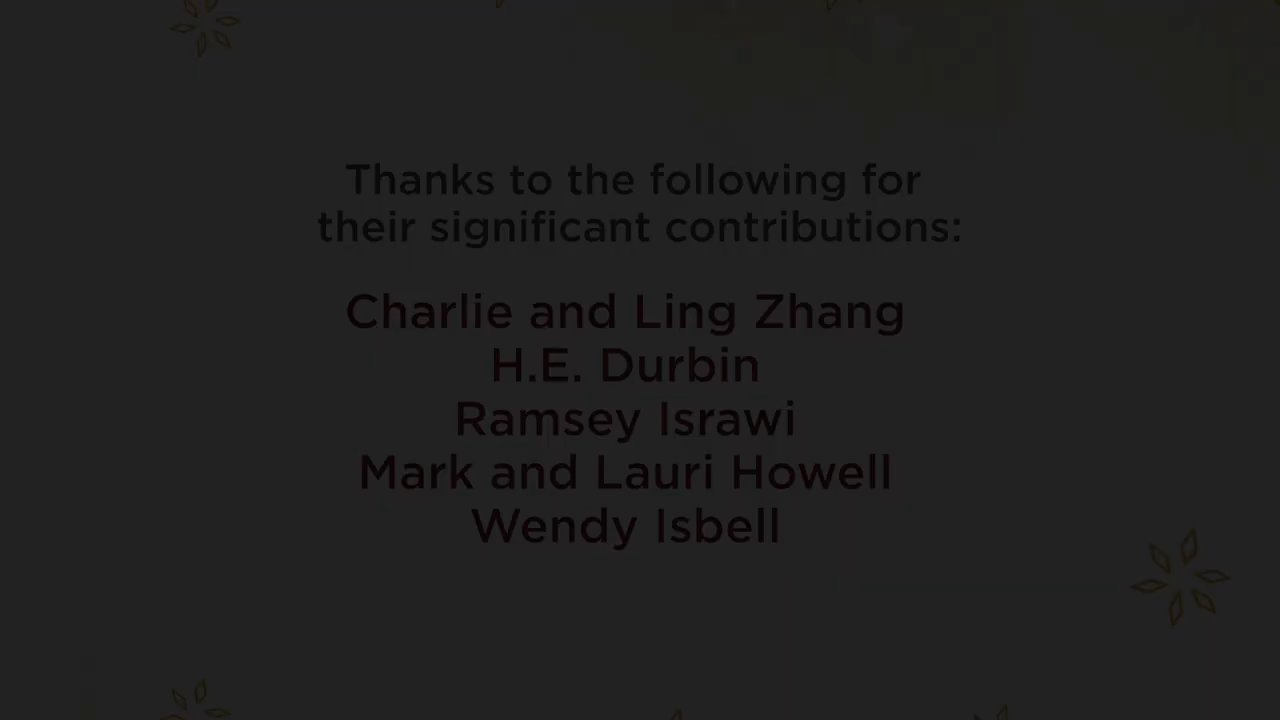 Thanks to the following for
their significant contributions:
Charlie and Ling Zhang
H.E. Durbin
Ramsey Israwi
Mark and Lauri Howell
Wendy Isbell